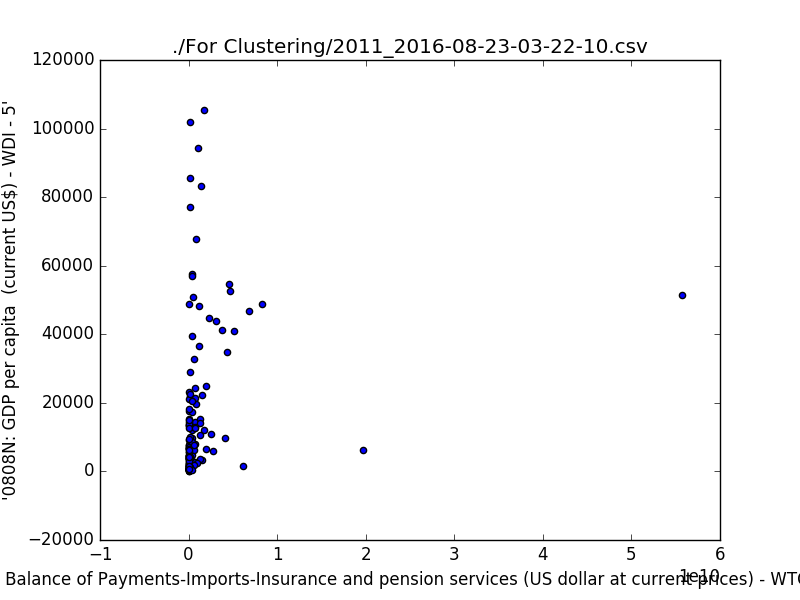 ./For Clustering/2011_2016-08-23-03-22-10.csv
120000
100000
80000
60000
40000
20000
0
−20000
'0808N: GDP per capita (current US$) - WDI - 5'
−1 0 1 2 3 4 5 6
1e10
Balance of Payments-Imports-Insurance and pension services (US dollar at current prices) - WTO